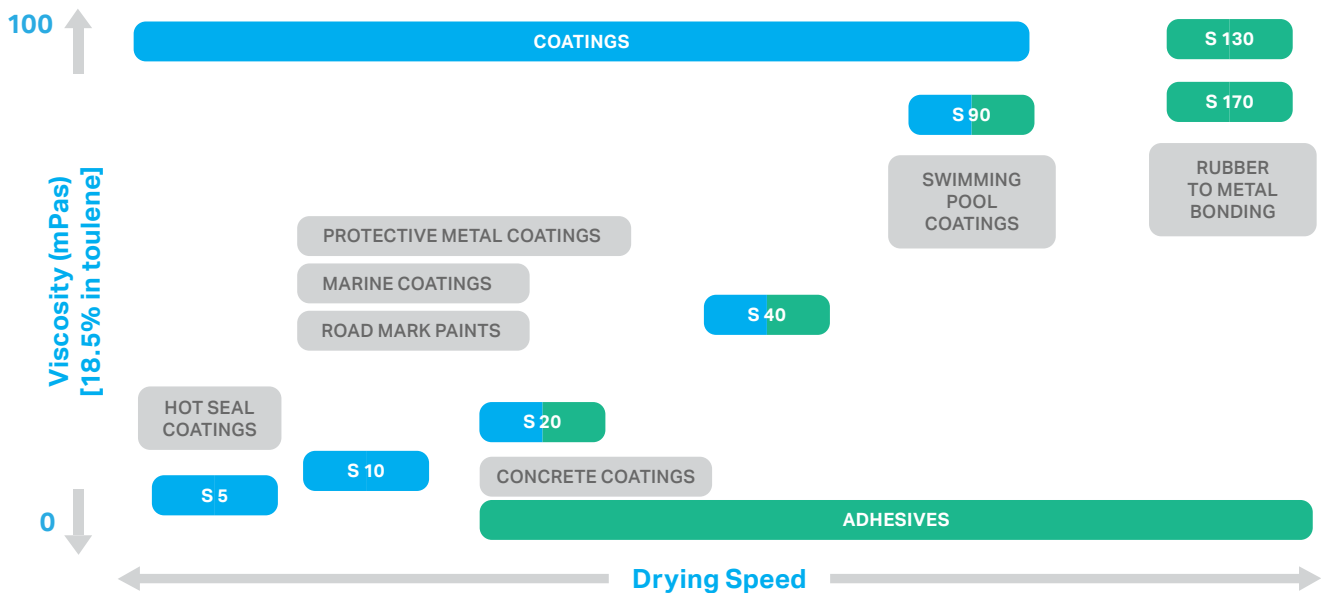 100
COATINGS
S 130
S 170
S 90
SWIMMING
POOL
COATINGS
RUBBER
TO METAL
BONDING
Viscosity (mPas)
[18.5% in toulene]
PROTECTIVE METAL COATINGS
MARINE COATINGS
ROAD MARK PAINTS
S 40
HOT SEAL
COATINGS
S 20
S 10
CONCRETE COATINGS
S 5
0
ADHESIVES
Drying Speed